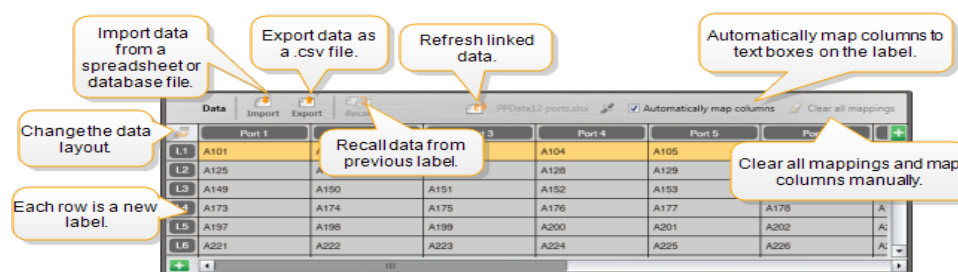 Import data
from a
spreadsheet or
database file.
Export data as
a .csv file.
Refresh linked
data.
Automatically map columns to
text boxes on the label.
Data Import Export Recall PPData12 ports.xlsx Automatically map columns Clear all mappings
Change the data
layout.
Port 1 3 Port 4 Port 5 Po
Recall data from
previous label.
Clear all mappings and map
columns manually.
Each row is a new
label.
L1 A101 A104 A105
L2 A125 A128 A129
L3 A149 A150 A151 A152 A153
L4 A173 A174 A175 A176 A177 A178 A
L5 A197 A198 A199 A200 A201 A202 A
L6 A221 A222 A223 A224 A225 A226 A